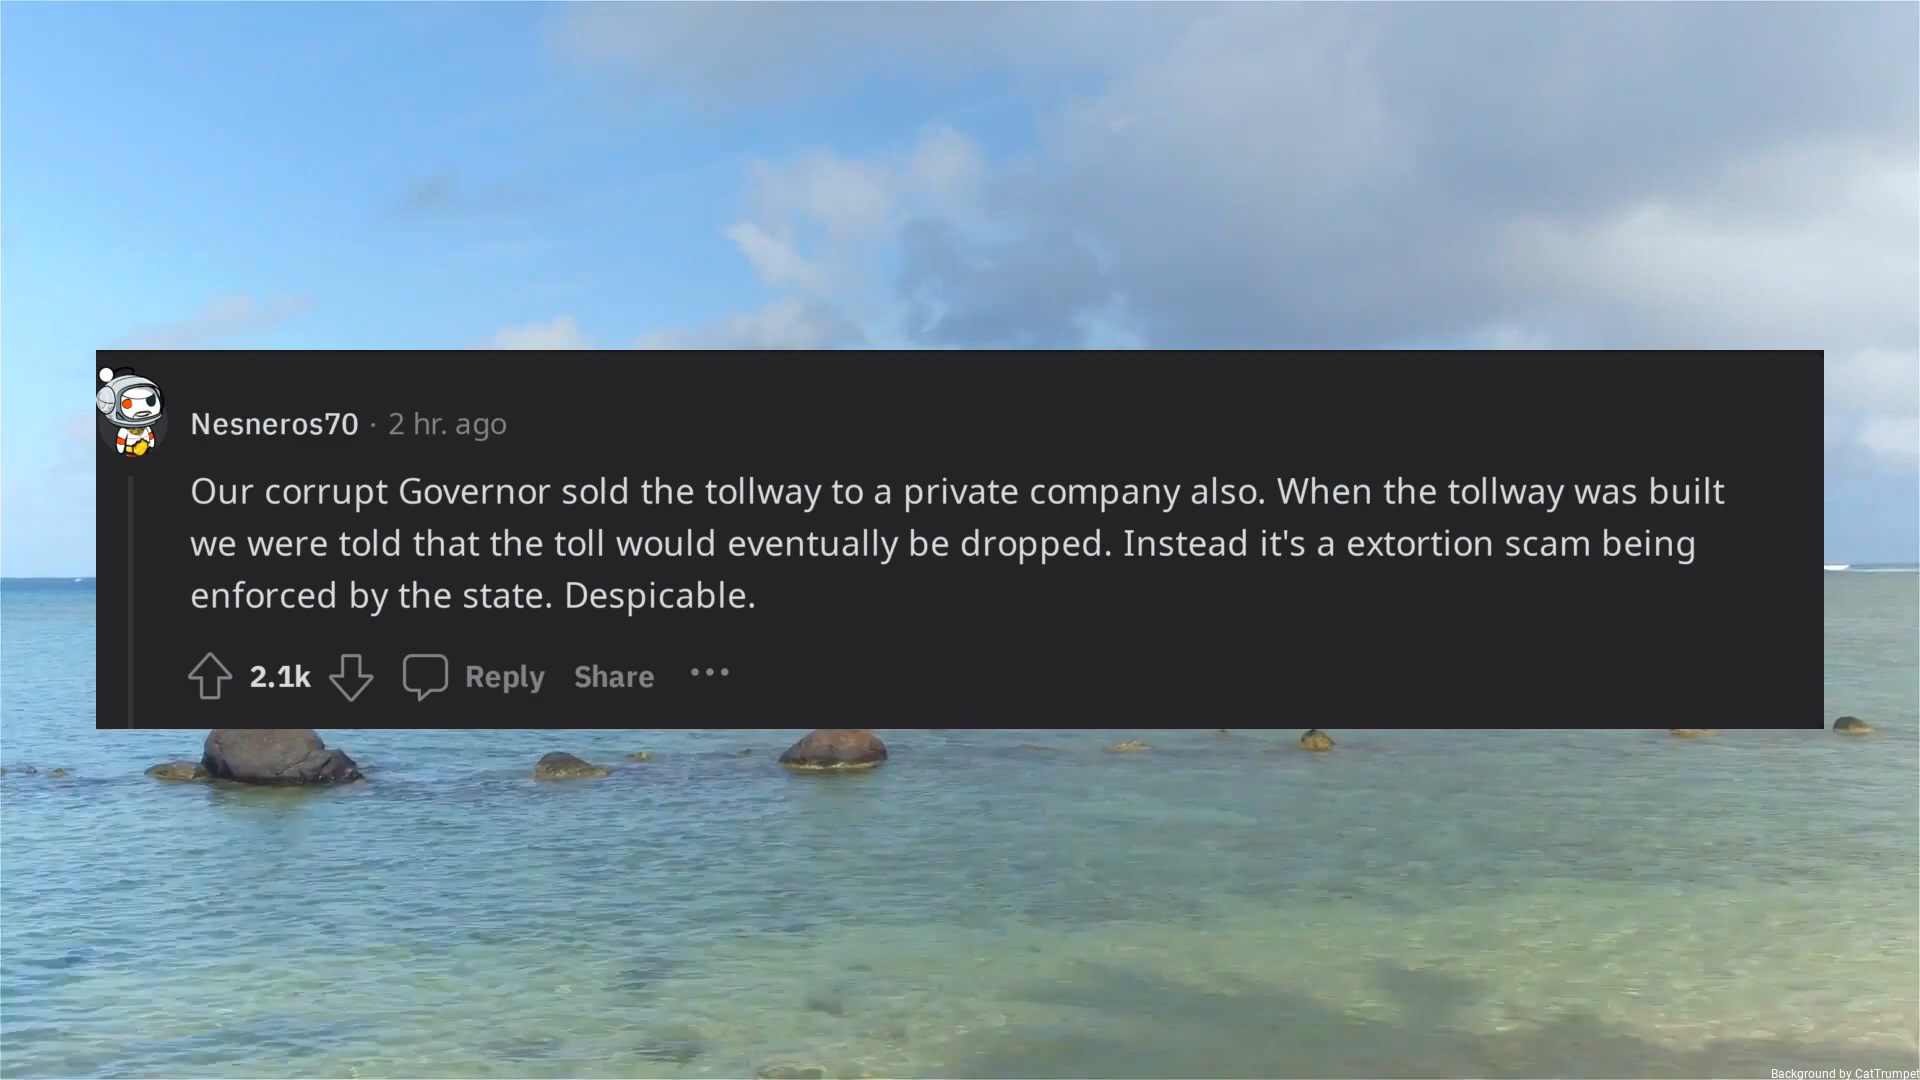 Nesneros70 · 2 hr. ago
Our corrupt Governor sold the tollway to a private company also. When the tollway was built
we were told that the toll would eventually be dropped. Instead it's a extortion scam being
enforced by the state. Despicable.
2.1k Reply Share ···
Background by CatTrumpet